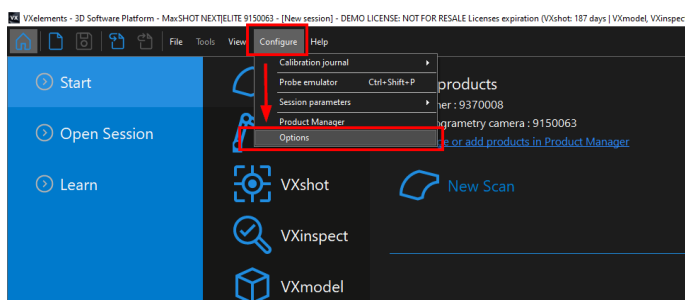 VXelements - 3D Software Platform - MaxSHOT NEXT|ELITE 9150063 - [New session] - DEMO LICENSE: NOT FOR RESALE Licenses expiration (VXshot: 187 days | VXmodel, VXinspec
File Tools View Configure Help
Calibration journal
Probe emulator Ctrl+Shift+P
Session parameters
Product Manager
Options
Start
Open Session
Learn
VXshot
VXinspect
VXmodel
products
ner : 9370008
grametry camera : 9150063
e or add products in Product Manager
New Scan